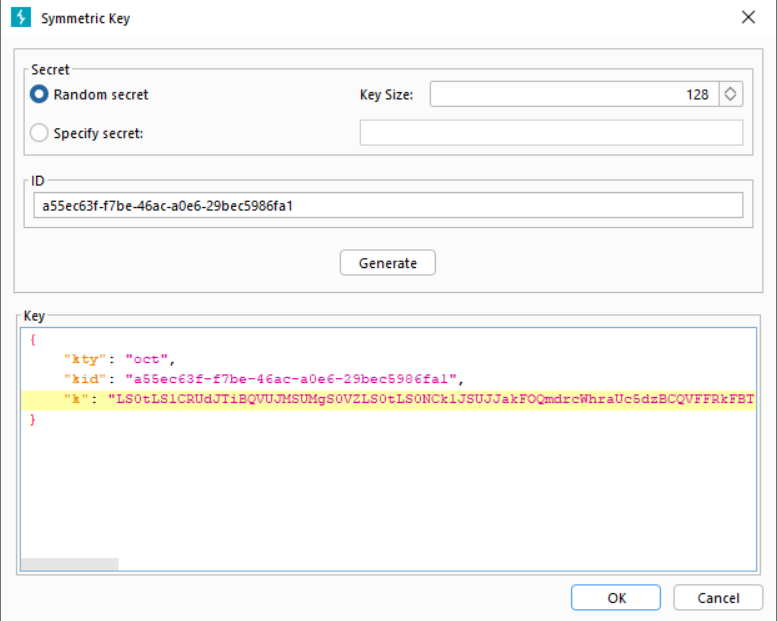 Symmetric Key
Secret
Random secret
Key Size: 128
Specify secret:
ID
a55ec63f-f7be-46ac-a0e6-29bec5986fa1
Generate
Key
{
"kty": "oct",
"kid": "a55ec63f-f7be-46ac-a0e6-29bec5986fa1",
"k": "LS0tLS1CRUdJTiBQVUJMSUMgS0VZLS0tLS0NCk1JSUJJakFOQmdrcWhraUc5dzBCQVFFRkFBT
}
OK
Cancel